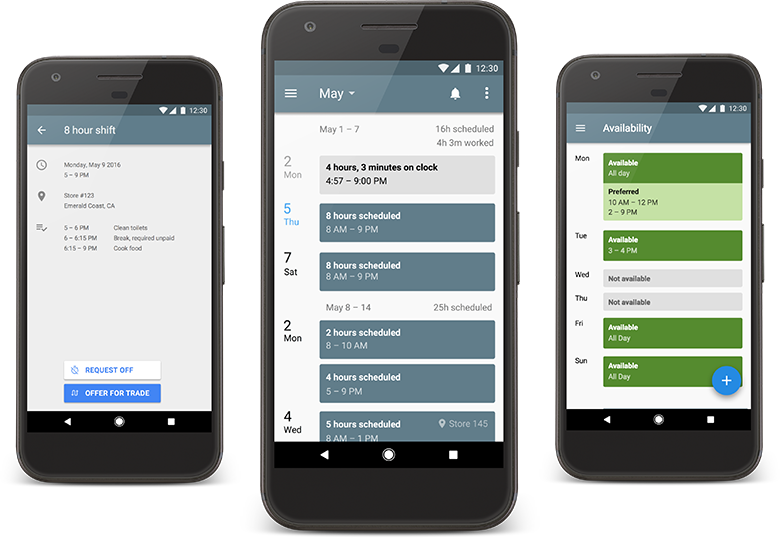 12:30
8 hour shift
Monday, May 9 2016
5 – 9 PM
Store #123
Emerald Coast, CA
5 – 6 PM Clean toilets
6 – 6:15 PM Break, required unpaid
6:15 – 9 PM Cook food
REQUEST OFF
OFFER FOR TRADE
12:30
May
May 1 – 7 16h scheduled
4h 3m worked
2
Mon
4 hours, 3 minutes on clock
4:57 – 9:00 PM
5
Thu
8 hours scheduled
8 AM – 9 PM
7
Sat
8 hours scheduled
8 AM – 9 PM
May 8 – 14 25h scheduled
2
Mon
2 hours scheduled
8 – 10 AM
4 hours scheduled
5 – 9 PM
4
Wed
5 hours scheduled Store 145
8 AM – 1 PM
12:30
Availability
Mon
Available
All day
Preferred
10 AM – 12 PM
2 – 9 PM
Tue
Available
3 – 4 PM
Wed
Not available
Thu
Not available
Fri
Available
All Day
Sun
Available
All Day